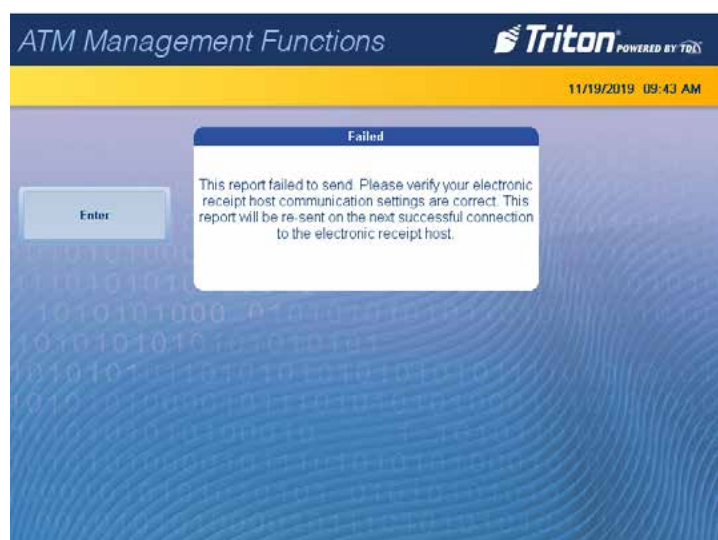 ATM Management Functions
Triton POWERED BY TDL
11/19/2019 09:43 AM
Failed
This report failed to send. Please verify your electronic
receipt host communication settings are correct. This
report will be re-sent on the next successful connection
to the electronic receipt host.
Enter